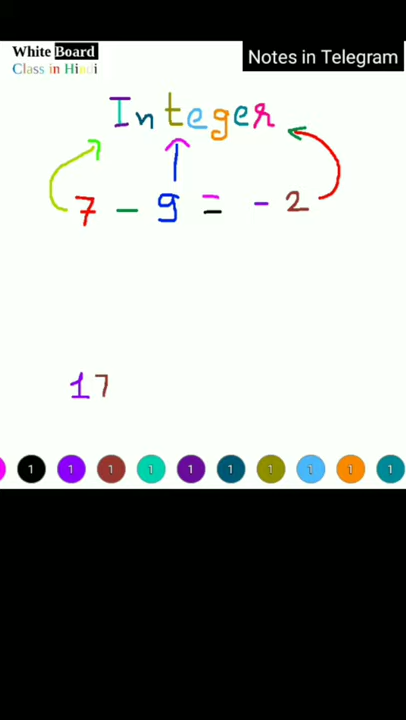 White Board
Class in Hindi
Notes in Telegram
Integer
7 - 9 = - 2
17
1 1 1 1 1 1 1 1 1 1